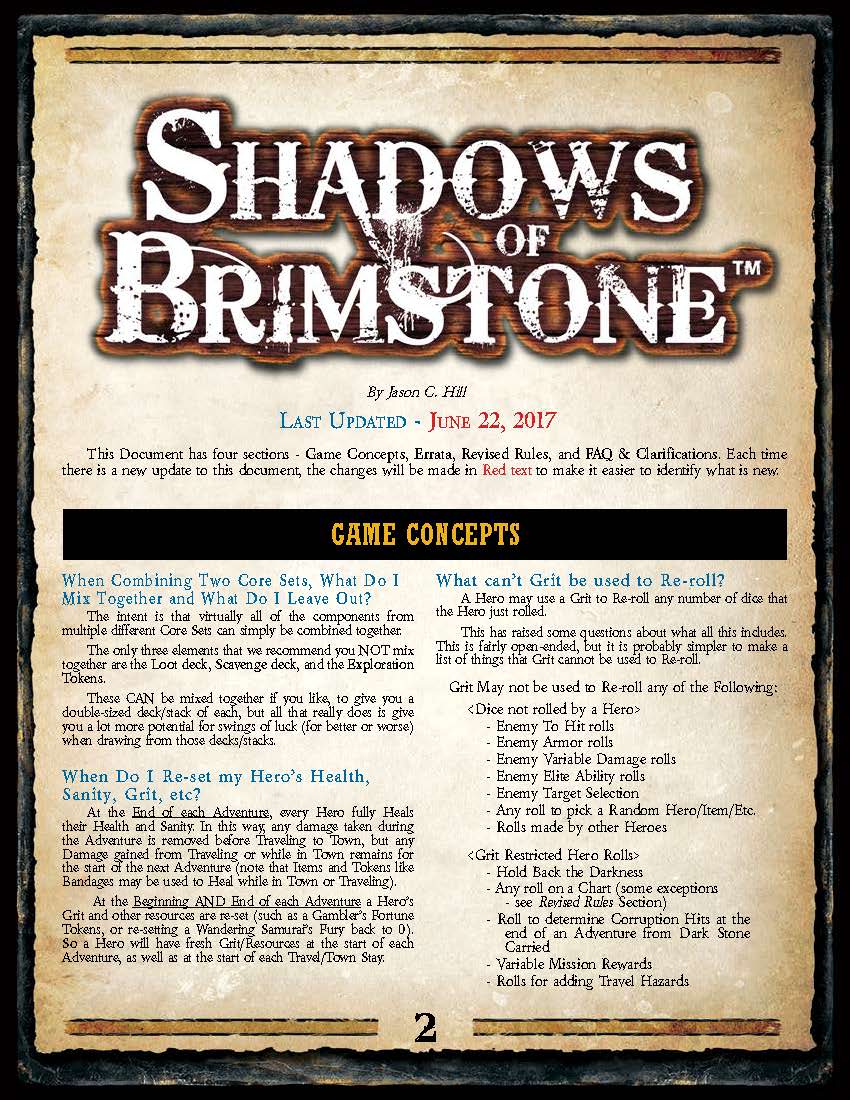 SHADOWS
OF
BRIMSTONE™
By Jason C. Hill
LAST UPDATED - JUNE 22, 2017
This Document has four sections - Game Concepts, Errata, Revised Rules, and FAQ & Clarifications. Each time
there is a new update to this document, the changes will be made in Red text to make it easier to identify what is new.
GAME CONCEPTS
When Combining Two Core Sets, What Do I
Mix Together and What Do I Leave Out?
The intent is that virtually all of the components from
multiple different Core Sets can simply be combined together.
The only three elements that we recommend you NOT mix
together are the Loot deck, Scavenge deck, and the Exploration
Tokens.
These CAN be mixed together if you like, to give you a
double-sized deck/stack of each, but all that really does is give
you a lot more potential for swings of luck (for better or worse)
when drawing from those decks/stacks.
When Do I Re-set my Hero's Health,
Sanity, Grit, etc?
At the End of each Adventure, every Hero fully Heals
their Health and Sanity. In this way, any damage taken during
the Adventure is removed before Traveling to Town, but any
Damage gained from Traveling or while in Town remains for
the start of the next Adventure (note that Items and Tokens like
Bandages may be used to Heal while in Town or Traveling).
At the Beginning AND End of each Adventure a Hero's
Grit and other resources are re-set (such as a Gambler's Fortune
Tokens, or re-setting a Wandering Samurai's Fury back to 0).
So a Hero will have fresh Grit/Resources at the start of each
Adventure, as well as at the start of each Travel/Town Stay.
What can't Grit be used to Re-roll?
A Hero may use a Grit to Re-roll any number of dice that
the Hero just rolled.
This has raised some questions about what all this includes.
This is fairly open-ended, but it is probably simpler to make a
list of things that Grit cannot be used to Re-roll.
Grit May not be used to Re-roll any of the Following:
<Dice not rolled by a Hero>
- Enemy To Hit rolls
- Enemy Armor rolls
- Enemy Variable Damage rolls
- Enemy Elite Ability rolls
- Enemy Target Selection
- Any roll to pick a Random Hero/Item/Etc.
- Rolls made by other Heroes
<Grit Restricted Hero Rolls>
- Hold Back the Darkness
- Any roll on a Chart (some exceptions
- see Revised Rules Section)
- Roll to determine Corruption Hits at the
end of an Adventure from Dark Stone
Carried
- Variable Mission Rewards
- Rolls for adding Travel Hazards
2